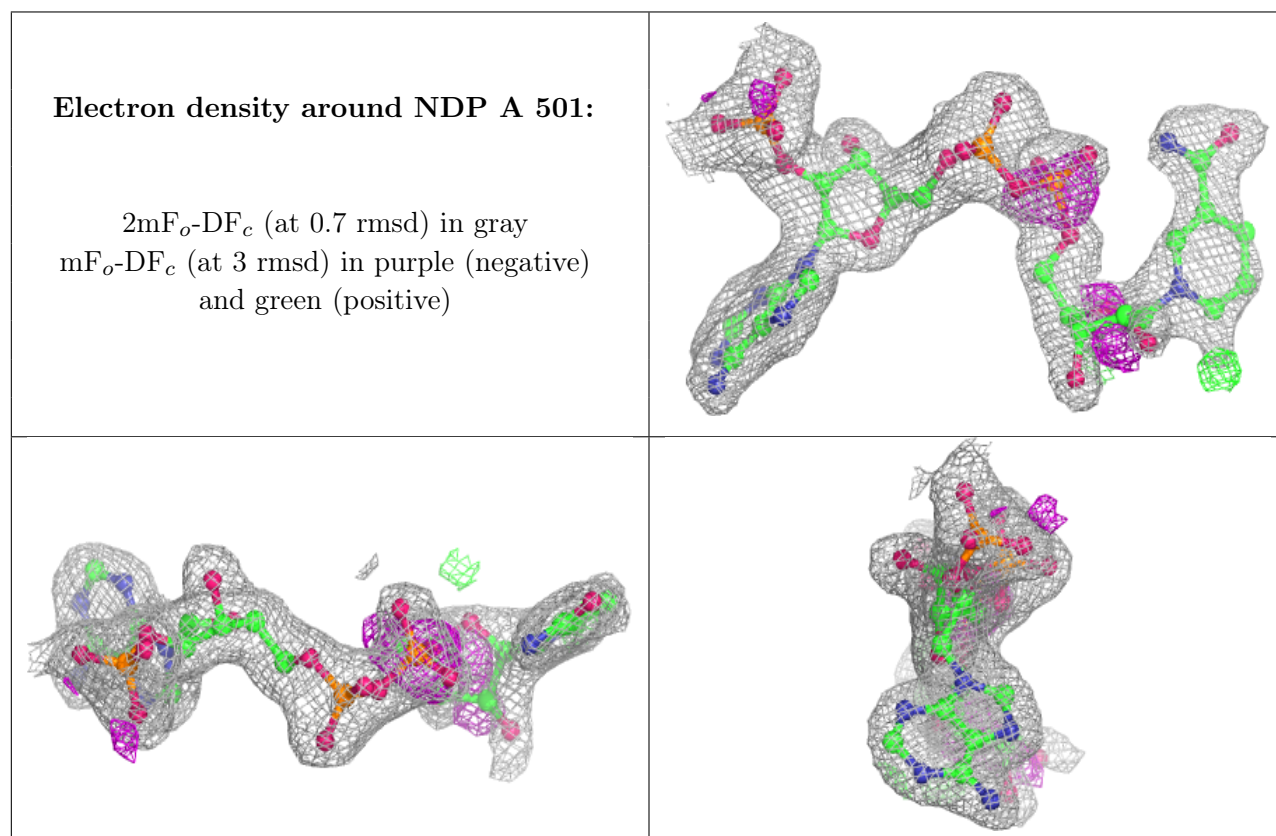 Electron density around NDP A 501:
2mFo-DFc (at 0.7 rmsd) in gray
mFo-DFc (at 3 rmsd) in purple (negative)
and green (positive)